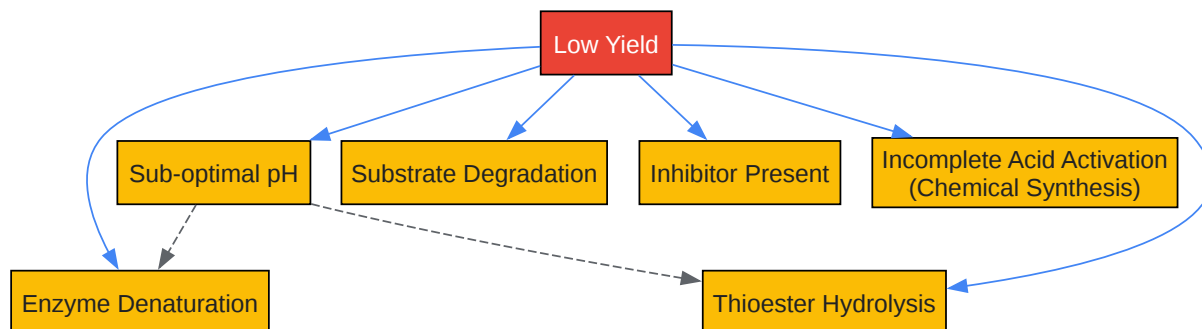 Low Yield
Sub-optimal pH
Substrate Degradation
Inhibitor Present
Incomplete Acid Activation
(Chemical Synthesis)
Enzyme Denaturation
Thioester Hydrolysis